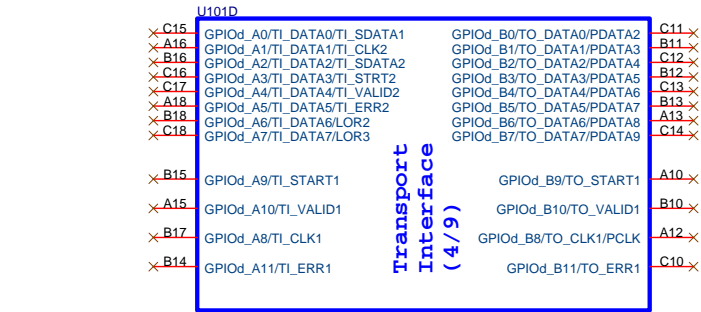 U101D
C15 GPIOd_A0/TI_DATA0/TI_SDATA1 GPIOd_B0/TO_DATA0/PDATA2 C11
A16 GPIOd_A1/TI_DATA1/TI_CLK2 GPIOd_B1/TO_DATA1/PDATA3 B11
B16 GPIOd_A2/TI_DATA2/TI_SDATA2 GPIOd_B2/TO_DATA2/PDATA4 C12
C16 GPIOd_A3/TI_DATA3/TI_STRT2 GPIOd_B3/TO_DATA3/PDATA5 B12
C17 GPIOd_A4/TI_DATA4/TI_VALID2 GPIOd_B4/TO_DATA4/PDATA6 C13
A18 GPIOd_A5/TI_DATA5/TI_ERR2 GPIOd_B5/TO_DATA5/PDATA7 B13
B18 GPIOd_A6/TI_DATA6/LOR2 GPIOd_B6/TO_DATA6/PDATA8 A13
C18 GPIOd_A7/TI_DATA7/LOR3 GPIOd_B7/TO_DATA7/PDATA9 C14
B15 GPIOd_A9/TI_START1 GPIOd_B9/TO_START1 A10
A15 GPIOd_A10/TI_VALID1 GPIOd_B10/TO_VALID1 B10
B17 GPIOd_A8/TI_CLK1 GPIOd_B8/TO_CLK1/PCLK A12
B14 GPIOd_A11/TI_ERR1 GPIOd_B11/TO_ERR1 C10
Transport
Interface
(4/9)